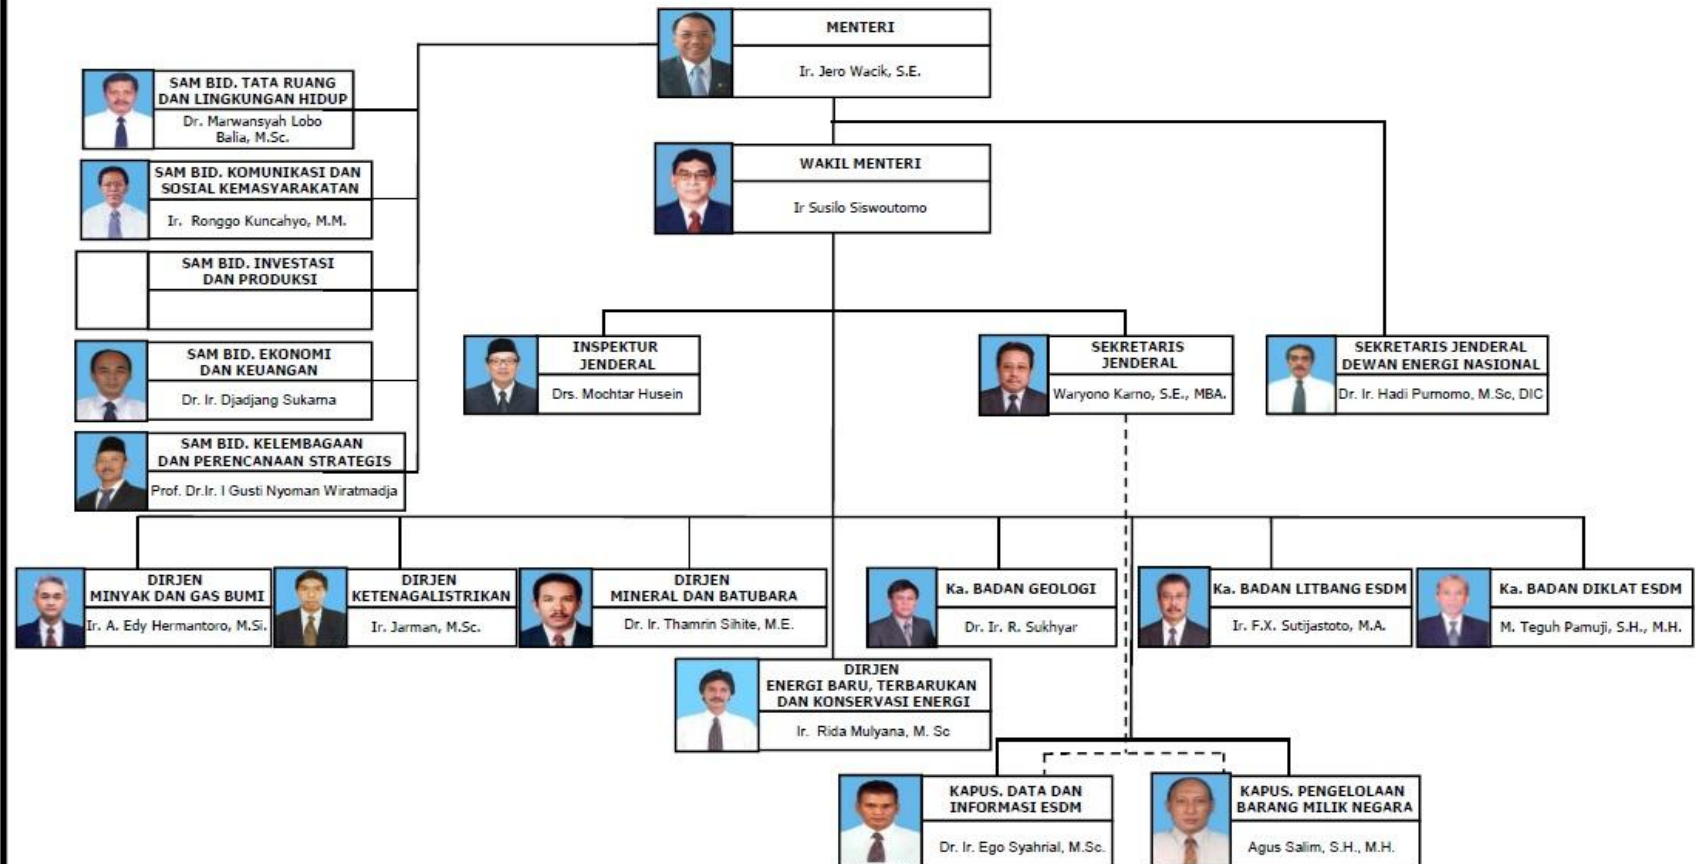 MENTERI
Ir. Jero Wacik, S.E.
SAM BID. TATA RUANG
DAN LINGKUNGAN HIDUP
Dr. Marwansyah Lobo
Balia, M.Sc.
WAKIL MENTERI
Ir Susilo Siswoutomo
SAM BID. KOMUNIKASI DAN
SOSIAL KEMASYARAKATAN
Ir. Ronggo Kuncahyo, M.M.
SAM BID. INVESTASI
DAN PRODUKSI
SAM BID. EKONOMI
DAN KEUANGAN
Dr. Ir. Djadjang Sukarna
SAM BID. KELEMBAGAAN
DAN PERENCANAAN STRATEGIS
Prof. Dr.Ir. I Gusti Nyoman Wiratmadja
INSPEKTUR
JENDERAL
Drs. Mochtar Husein
SEKRETARIS
JENDERAL
Waryono Karno, S.E., MBA.
SEKRETARIS JENDERAL
DEWAN ENERGI NASIONAL
Dr. Ir. Hadi Purnomo, M.Sc, DIC
DIRJEN
MINYAK DAN GAS BUMI
Ir. A. Edy Hermantoro, M.Si.
DIRJEN
KETENAGALISTRIKAN
Ir. Jarman, M.Sc.
DIRJEN
MINERAL DAN BATUBARA
Dr. Ir. Thamrin Sihite, M.E.
Ka. BADAN GEOLOGI
Dr. Ir. R. Sukhyar
Ka. BADAN LITBANG ESDM
Ir. F.X. Sutijastoto, M.A.
Ka. BADAN DIKLAT ESDM
M. Teguh Pamuji, S.H., M.H.
DIRJEN
ENERGI BARU, TERBARUKAN
DAN KONSERVASI ENERGI
Ir. Rida Mulyana, M. Sc
KAPUS. DATA DAN
INFORMASI ESDM
Dr. Ir. Ego Syahrial, M.Sc.
KAPUS. PENGELOLAAN
BARANG MILIK NEGARA
Agus Salim, S.H., M.H.